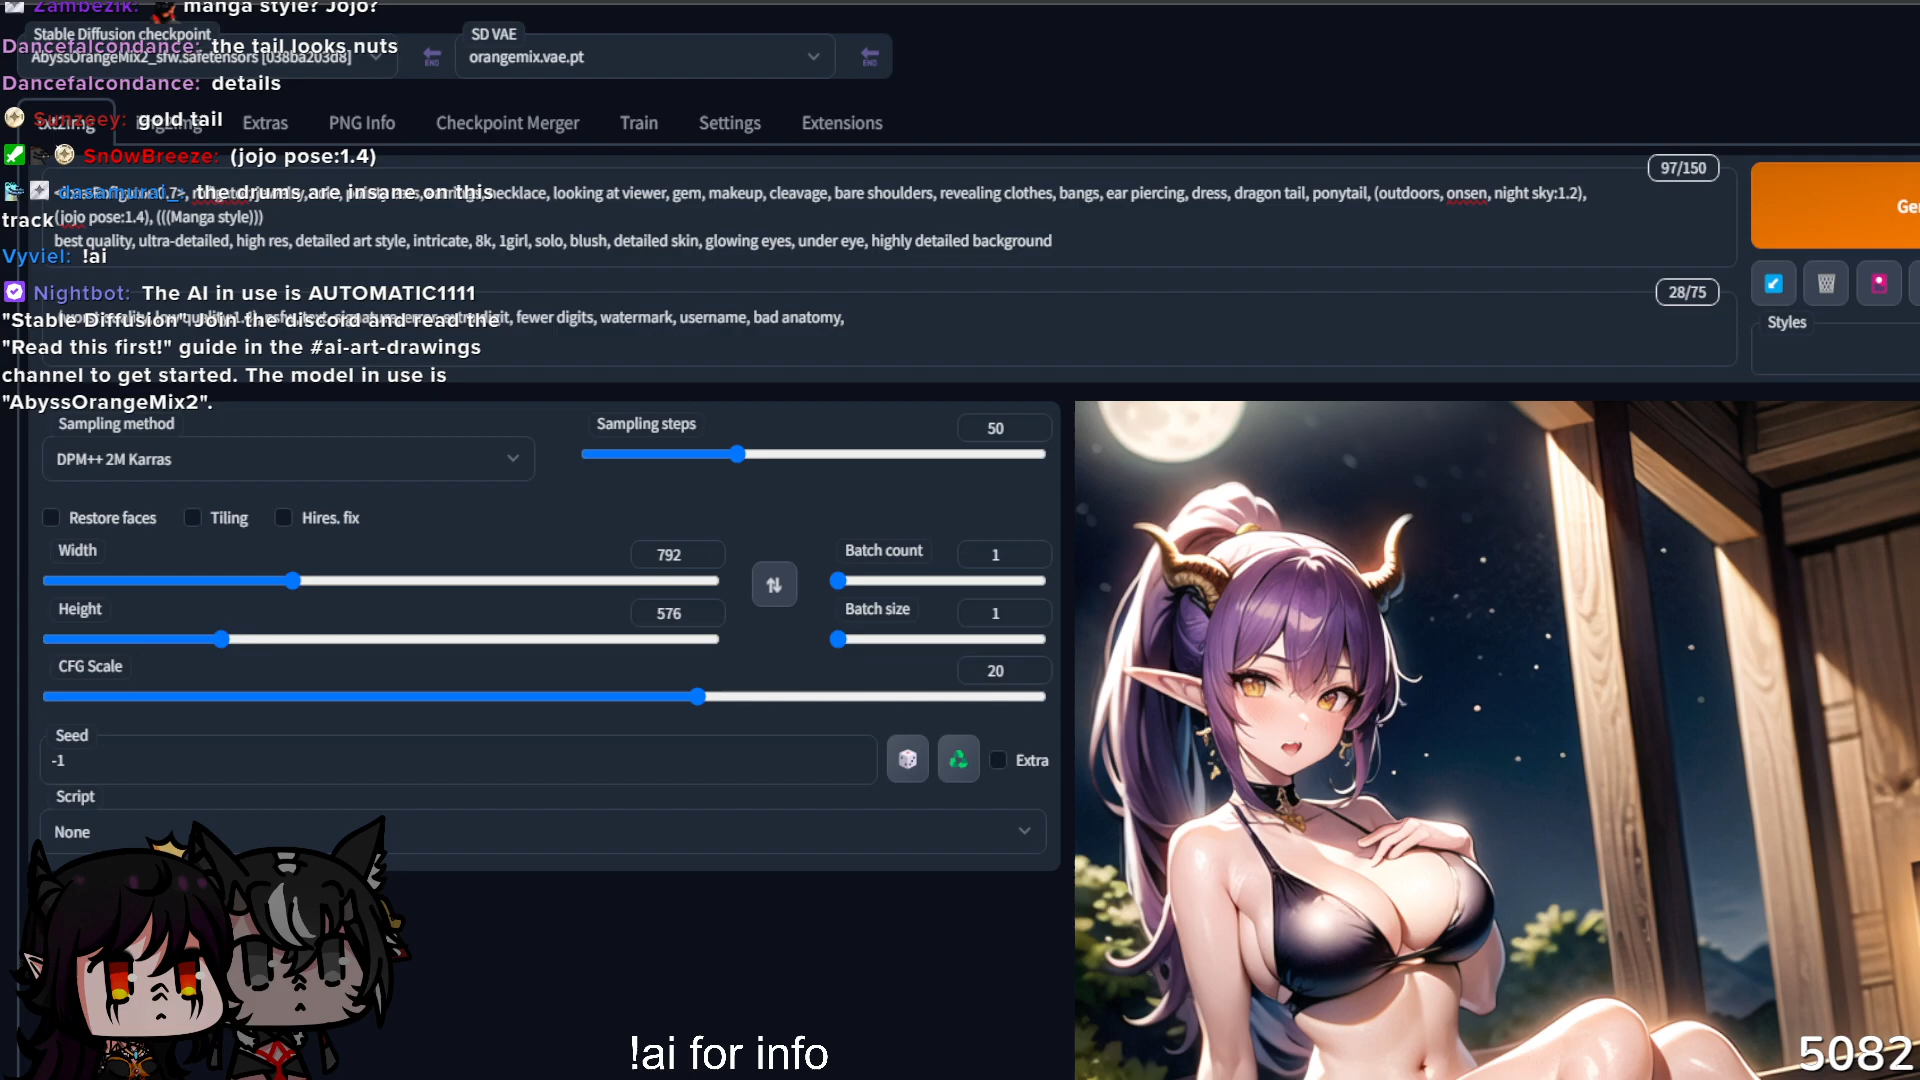 Zambezik: manga style? Jojo?
Stable Diffusion checkpoint
SD VAE
Dancefalcondance: the tail looks nuts
AbyssOrangeMix2_sfw.safetensors [038ba203d8]
orangemix.vae.pt
Dancefalcondance: details
Sunzeey: gold tail
txt2img
Extras
PNG Info
Checkpoint Merger
Train
Settings
Extensions
Sn0wBreeze: (jojo pose:1.4)
97/150
dasamurai_: the drums are insane on this
track
necklace, looking at viewer, gem, makeup, cleavage, bare shoulders, revealing clothes, bangs, ear piercing, dress, dragon tail, ponytail, (outdoors, onsen, night sky:1.2),
(jojo pose:1.4), (((Manga style)))
best quality, ultra-detailed, high res, detailed art style, intricate, 8k, 1girl, solo, blush, detailed skin, glowing eyes, under eye, highly detailed background
Ge
Vyviel: !ai
28/75
Nightbot: The AI in use is AUTOMATIC1111
"Stable Diffusion" Join the discord and read the
"Read this first!" guide in the #ai-art-drawings
channel to get started. The model in use is
"AbyssOrangeMix2".
fewer digits, watermark, username, bad anatomy,
Styles
Sampling method
Sampling steps
50
DPM++ 2M Karras
Restore faces
Tiling
Hires. fix
Width
792
Batch count
1
Height
576
Batch size
1
CFG Scale
20
Seed
-1
Extra
Script
None
!ai for info
5082